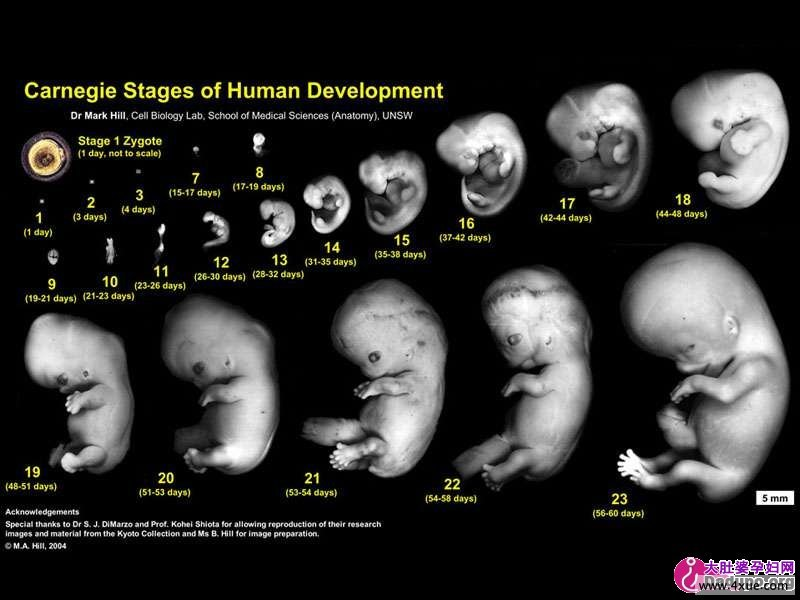 Carnegie Stages of Human Development
Dr Mark Hill, Cell Biology Lab, School of Medical Sciences (Anatomy), UNSW
Stage 1 Zygote
(1 day, not to scale)
1
(1 day)
2
(3 days)
3
(4 days)
7
(15-17 days)
8
(17-19 days)
9
(19-21 days)
10
(21-23 days)
11
(23-26 days)
12
(26-30 days)
13
(28-32 days)
14
(31-35 days)
15
(35-38 days)
16
(37-42 days)
17
(42-44 days)
18
(44-48 days)
19
(48-51 days)
20
(51-53 days)
21
(53-54 days)
22
(54-58 days)
23
(56-60 days)
5 mm
Acknowledgements
Special thanks to Dr S. J. DiMarzo and Prof. Kohei Shiota for allowing reproduction of their research
images and material from the Kyoto Collection and Ms B. Hill for image preparation.
© M.A. Hill, 2004
大肚婆孕妇网
www.4xue.com